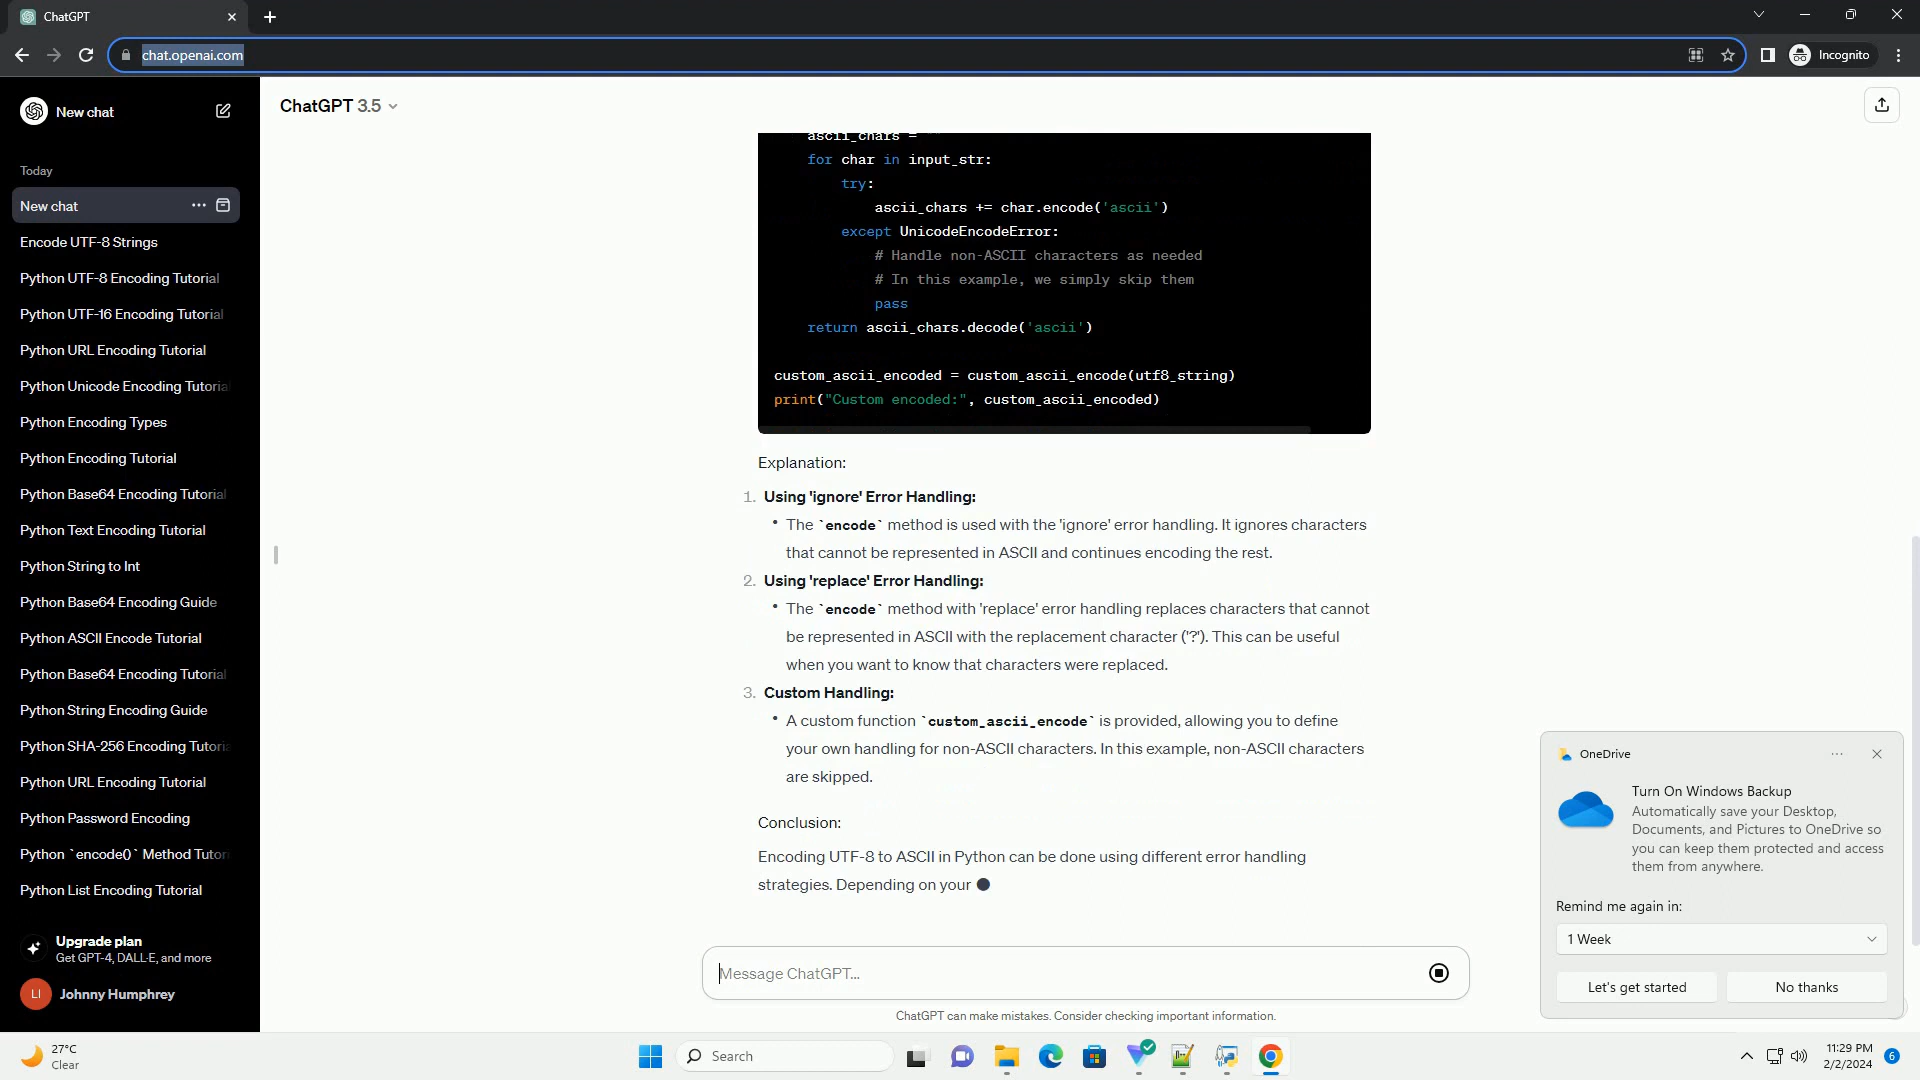 ChatGPT
chat.openai.com
Incognito
New chat
Today
New chat
Encode UTF-8 Strings
Python UTF-8 Encoding Tutorial
Python UTF-16 Encoding Tutorial
Python URL Encoding Tutorial
Python Unicode Encoding Tutoria
Python Encoding Types
Python Encoding Tutorial
Python Base64 Encoding Tutorial
Python Text Encoding Tutorial
Python String to Int
Python Base64 Encoding Guide
Python ASCII Encode Tutorial
Python Base64 Encoding Tutorial
Python String Encoding Guide
Python SHA-256 Encoding Tutoria
Python URL Encoding Tutorial
Python Password Encoding
Python `encode()` Method Tutor
Python List Encoding Tutorial
Upgrade plan
Get GPT-4, DALL·E, and more
LI
Johnny Humphrey
ChatGPT 3.5
ascii_chars = ""
for char in input_str:
try:
ascii_chars += char.encode('ascii')
except UnicodeEncodeError:
# Handle non-ASCII characters as needed
# In this example, we simply skip them
pass
return ascii_chars.decode('ascii')
custom_ascii_encoded = custom_ascii_encode(utf8_string)
print("Custom encoded:", custom_ascii_encoded)
Explanation:
1. Using 'ignore' Error Handling:
• The `encode` method is used with the 'ignore' error handling. It ignores characters
that cannot be represented in ASCII and continues encoding the rest.
2. Using 'replace' Error Handling:
• The `encode` method with 'replace' error handling replaces characters that cannot
be represented in ASCII with the replacement character ('?'). This can be useful
when you want to know that characters were replaced.
3. Custom Handling:
• A custom function `custom_ascii_encode` is provided, allowing you to define
your own handling for non-ASCII characters. In this example, non-ASCII characters
are skipped.
Conclusion:
Encoding UTF-8 to ASCII in Python can be done using different error handling
strategies. Depending on your
Message ChatGPT...
ChatGPT can make mistakes. Consider checking important information.
OneDrive
Turn On Windows Backup
Automatically save your Desktop,
Documents, and Pictures to OneDrive so
you can keep them protected and access
them from anywhere.
Remind me again in:
1 Week
Let's get started
No thanks
27°C
Clear
Search
11:29 PM
2/2/2024
6